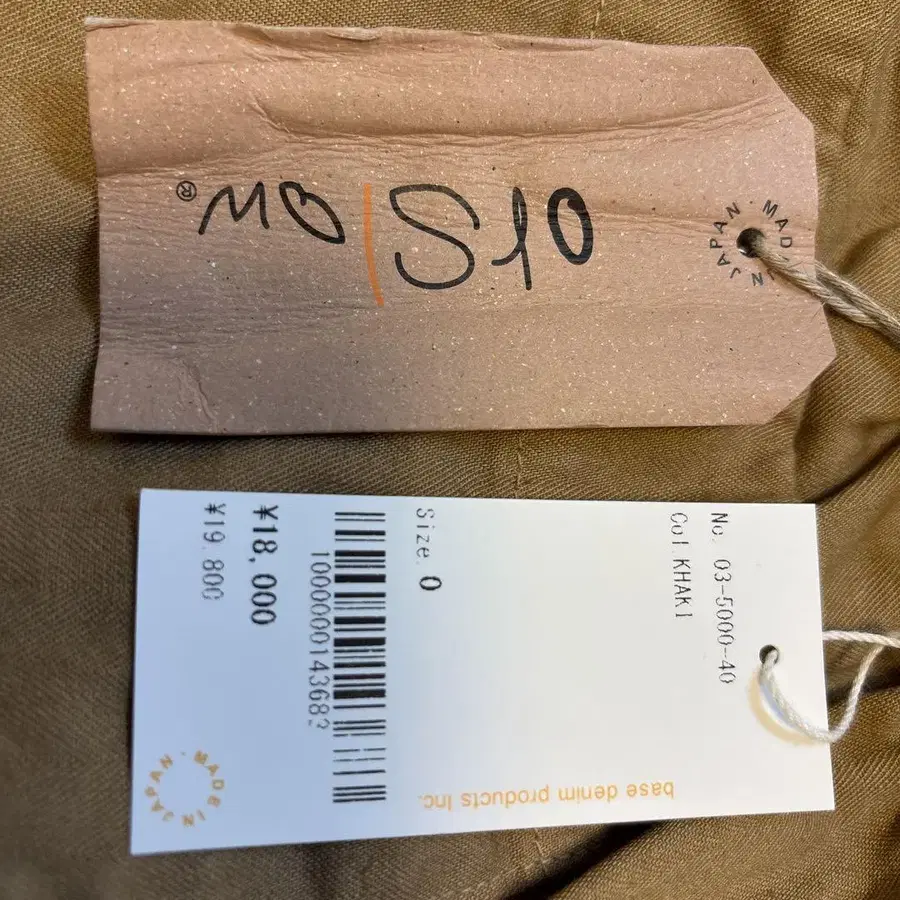 orSlow®
MADE IN JAPAN
No. 03-5000-40
Col.KHAKI
Size. 0
1000000143682
¥18,000
¥19,800
base denim products Inc.
MADE IN JAPAN